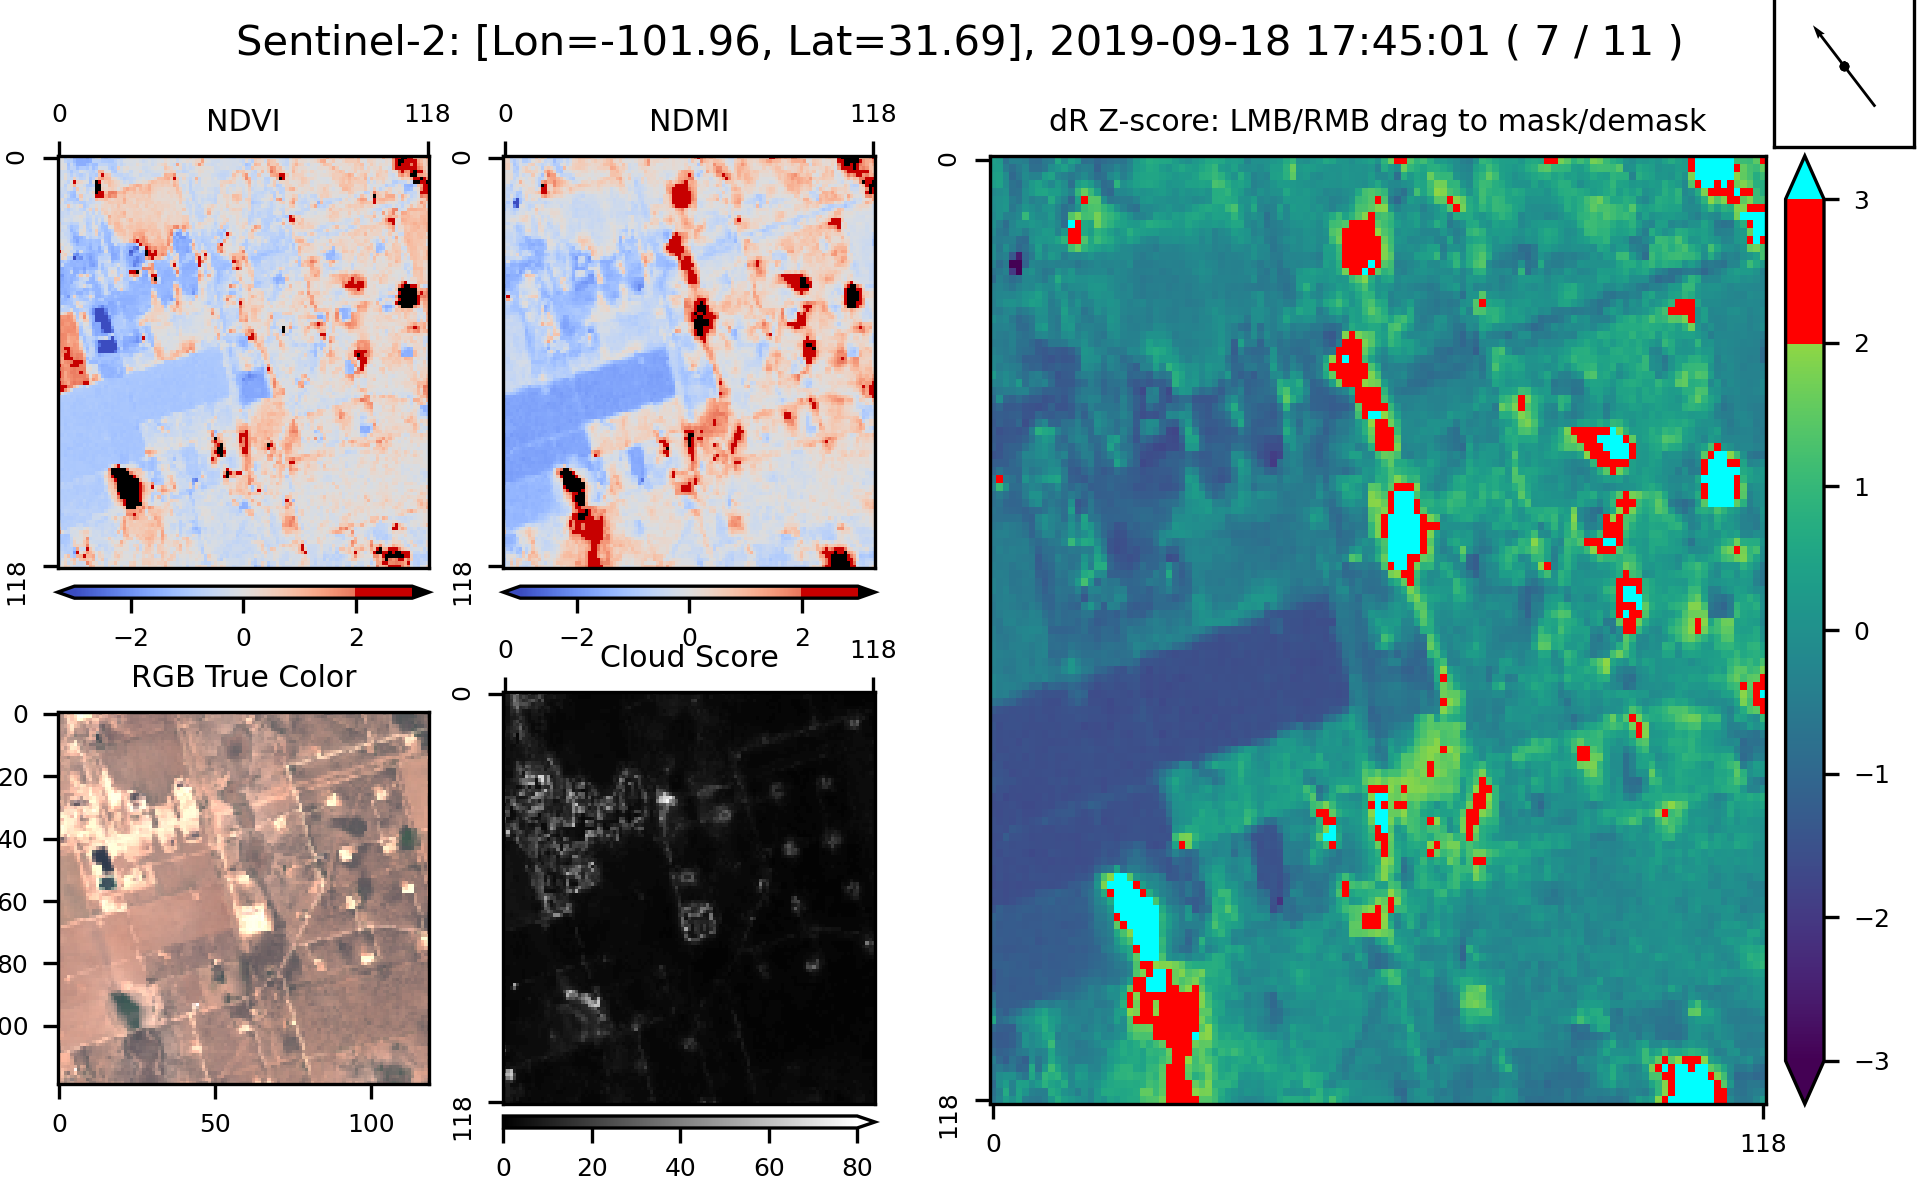 Sentinel-2: [Lon=-101.96, Lat=31.69], 2019-09-18 17:45:01 ( 7 / 11 )
0 NDVI 118
0 NDMI 118
dR Z-score: LMB/RMB drag to mask/demask
0
0
0
3
2
1
0
−1
−2
−3
118
118
−2 0 2
−2 0 2
RGB True Color
0 Cloud Score 118
0
20
40
60
80
00
0
118
118
0 50 100
0 20 40 60 80
0 118